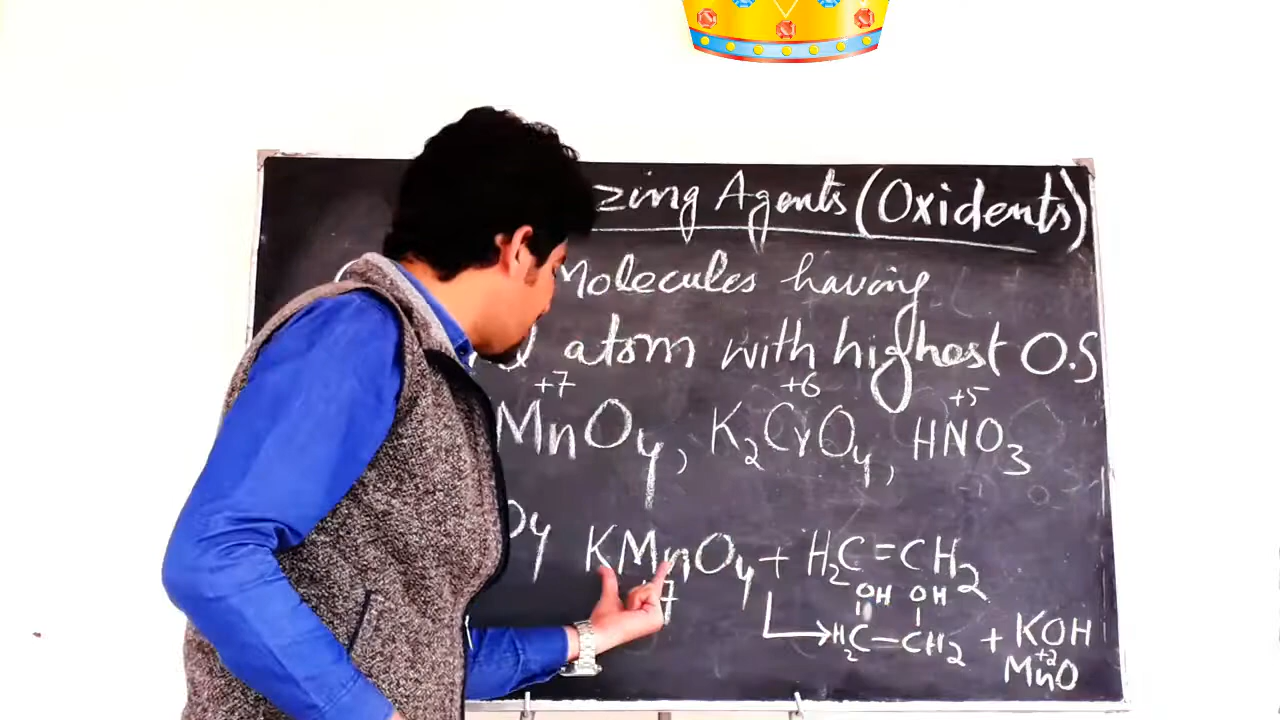 zing Agents (Oxidents)
Molecules having
atom with highest O.S
+7 +6 +5
MnO4, K2CrO4, HNO3
O4 KMnO4 + H2C=CH2
7
OH OH
H2C–CH2 + KOH
+2
MnO